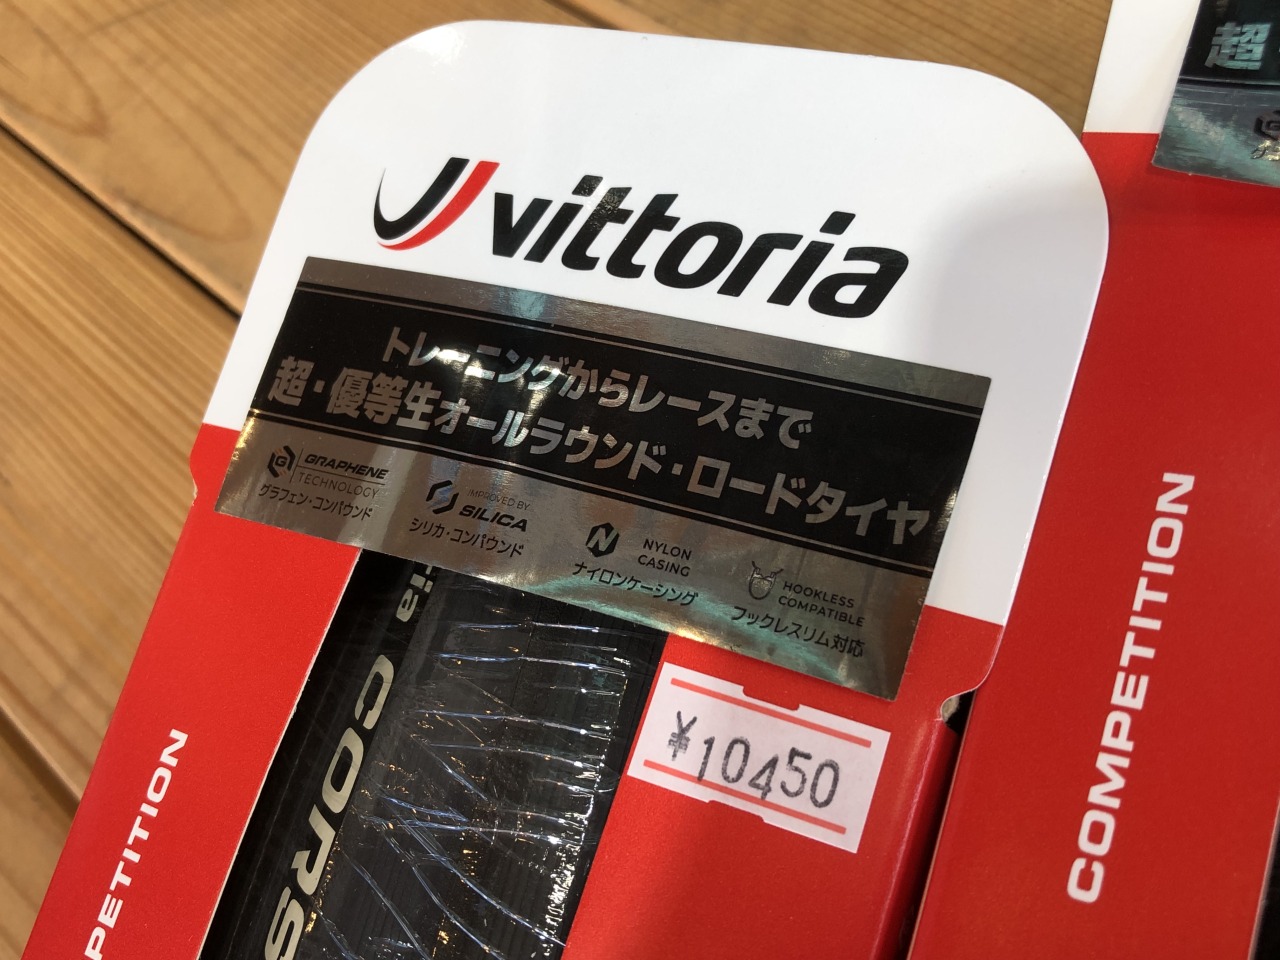 vittoria
トレーニングからレースまで
超・優等生オールラウンド・ロードタイヤ
G GRAPHENE
TECHNOLOGY
グラフェン・コンパウンド
IMPROVED BY
SILICA
シリカ・コンパウンド
N NYLON
CASING
ナイロンケーシング
HOOKLESS
COMPATIBLE
フックレスリム対応
¥10450
ia CORS
PETITION
COMPETITION
超